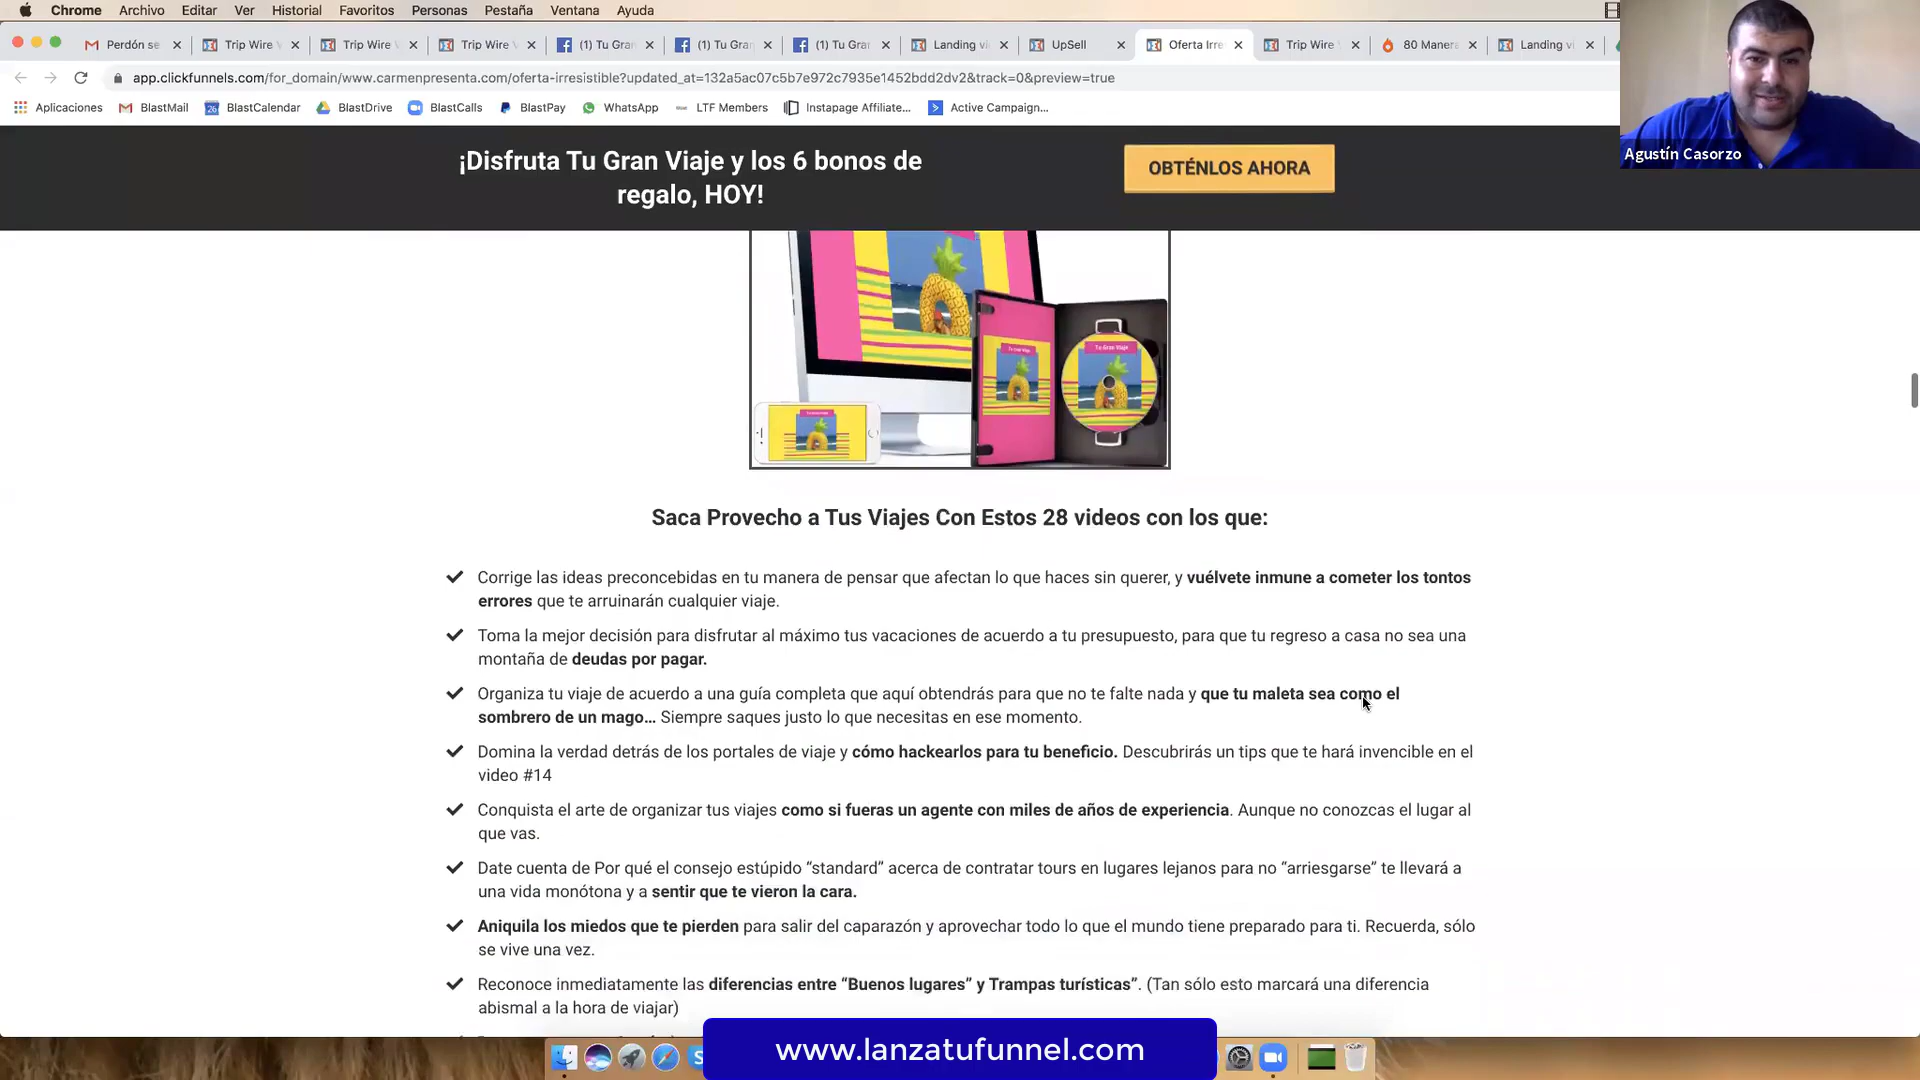 Chrome Archivo Editar Ver Historial Favoritos Personas Pestaña Ventana Ayuda
Perdón se Trip Wire Trip Wire Trip Wire (1) Tu Gran (1) Tu Gra (1) Tu Gra Landing vi UpSell Oferta Irre Trip Wire 80 Manera Landing vi
app.clickfunnels.com/for_domain/www.carmenpresenta.com/oferta-irresistible?updated_at=132a5ac07c5b7e972c7935e1452bdd2dv2&track=0&preview=true
Aplicaciones BlastMail BlastCalendar BlastDrive BlastCalls BlastPay WhatsApp LTF Members Instapage Affiliate... Active Campaign...
Agustín Casorzo
¡Disfruta Tu Gran Viaje y los 6 bonos de
regalo, HOY!
OBTÉNLOS AHORA
Tu Gran Viaje
Saca Provecho a Tus Viajes Con Estos 28 videos con los que:
Corrige las ideas preconcebidas en tu manera de pensar que afectan lo que haces sin querer, y vuélvete inmune a cometer los tontos
errores que te arruinarán cualquier viaje.
Toma la mejor decisión para disfrutar al máximo tus vacaciones de acuerdo a tu presupuesto, para que tu regreso a casa no sea una
montaña de deudas por pagar.
Organiza tu viaje de acuerdo a una guía completa que aquí obtendrás para que no te falte nada y que tu maleta sea como el
sombrero de un mago... Siempre saques justo lo que necesitas en ese momento.
Domina la verdad detrás de los portales de viaje y cómo hackearlos para tu beneficio. Descubrirás un tips que te hará invencible en el
video #14
Conquista el arte de organizar tus viajes como si fueras un agente con miles de años de experiencia. Aunque no conozcas el lugar al
que vas.
Date cuenta de Por qué el consejo estúpido “standard” acerca de contratar tours en lugares lejanos para no “arriesgarse” te llevará a
una vida monótona y a sentir que te vieron la cara.
Aniquila los miedos que te pierden para salir del caparazón y aprovechar todo lo que el mundo tiene preparado para ti. Recuerda, sólo
se vive una vez.
Reconoce inmediatamente las diferencias entre “Buenos lugares” y Trampas turísticas”. (Tan sólo esto marcará una diferencia
abismal a la hora de viajar)
www.lanzatufunnel.com